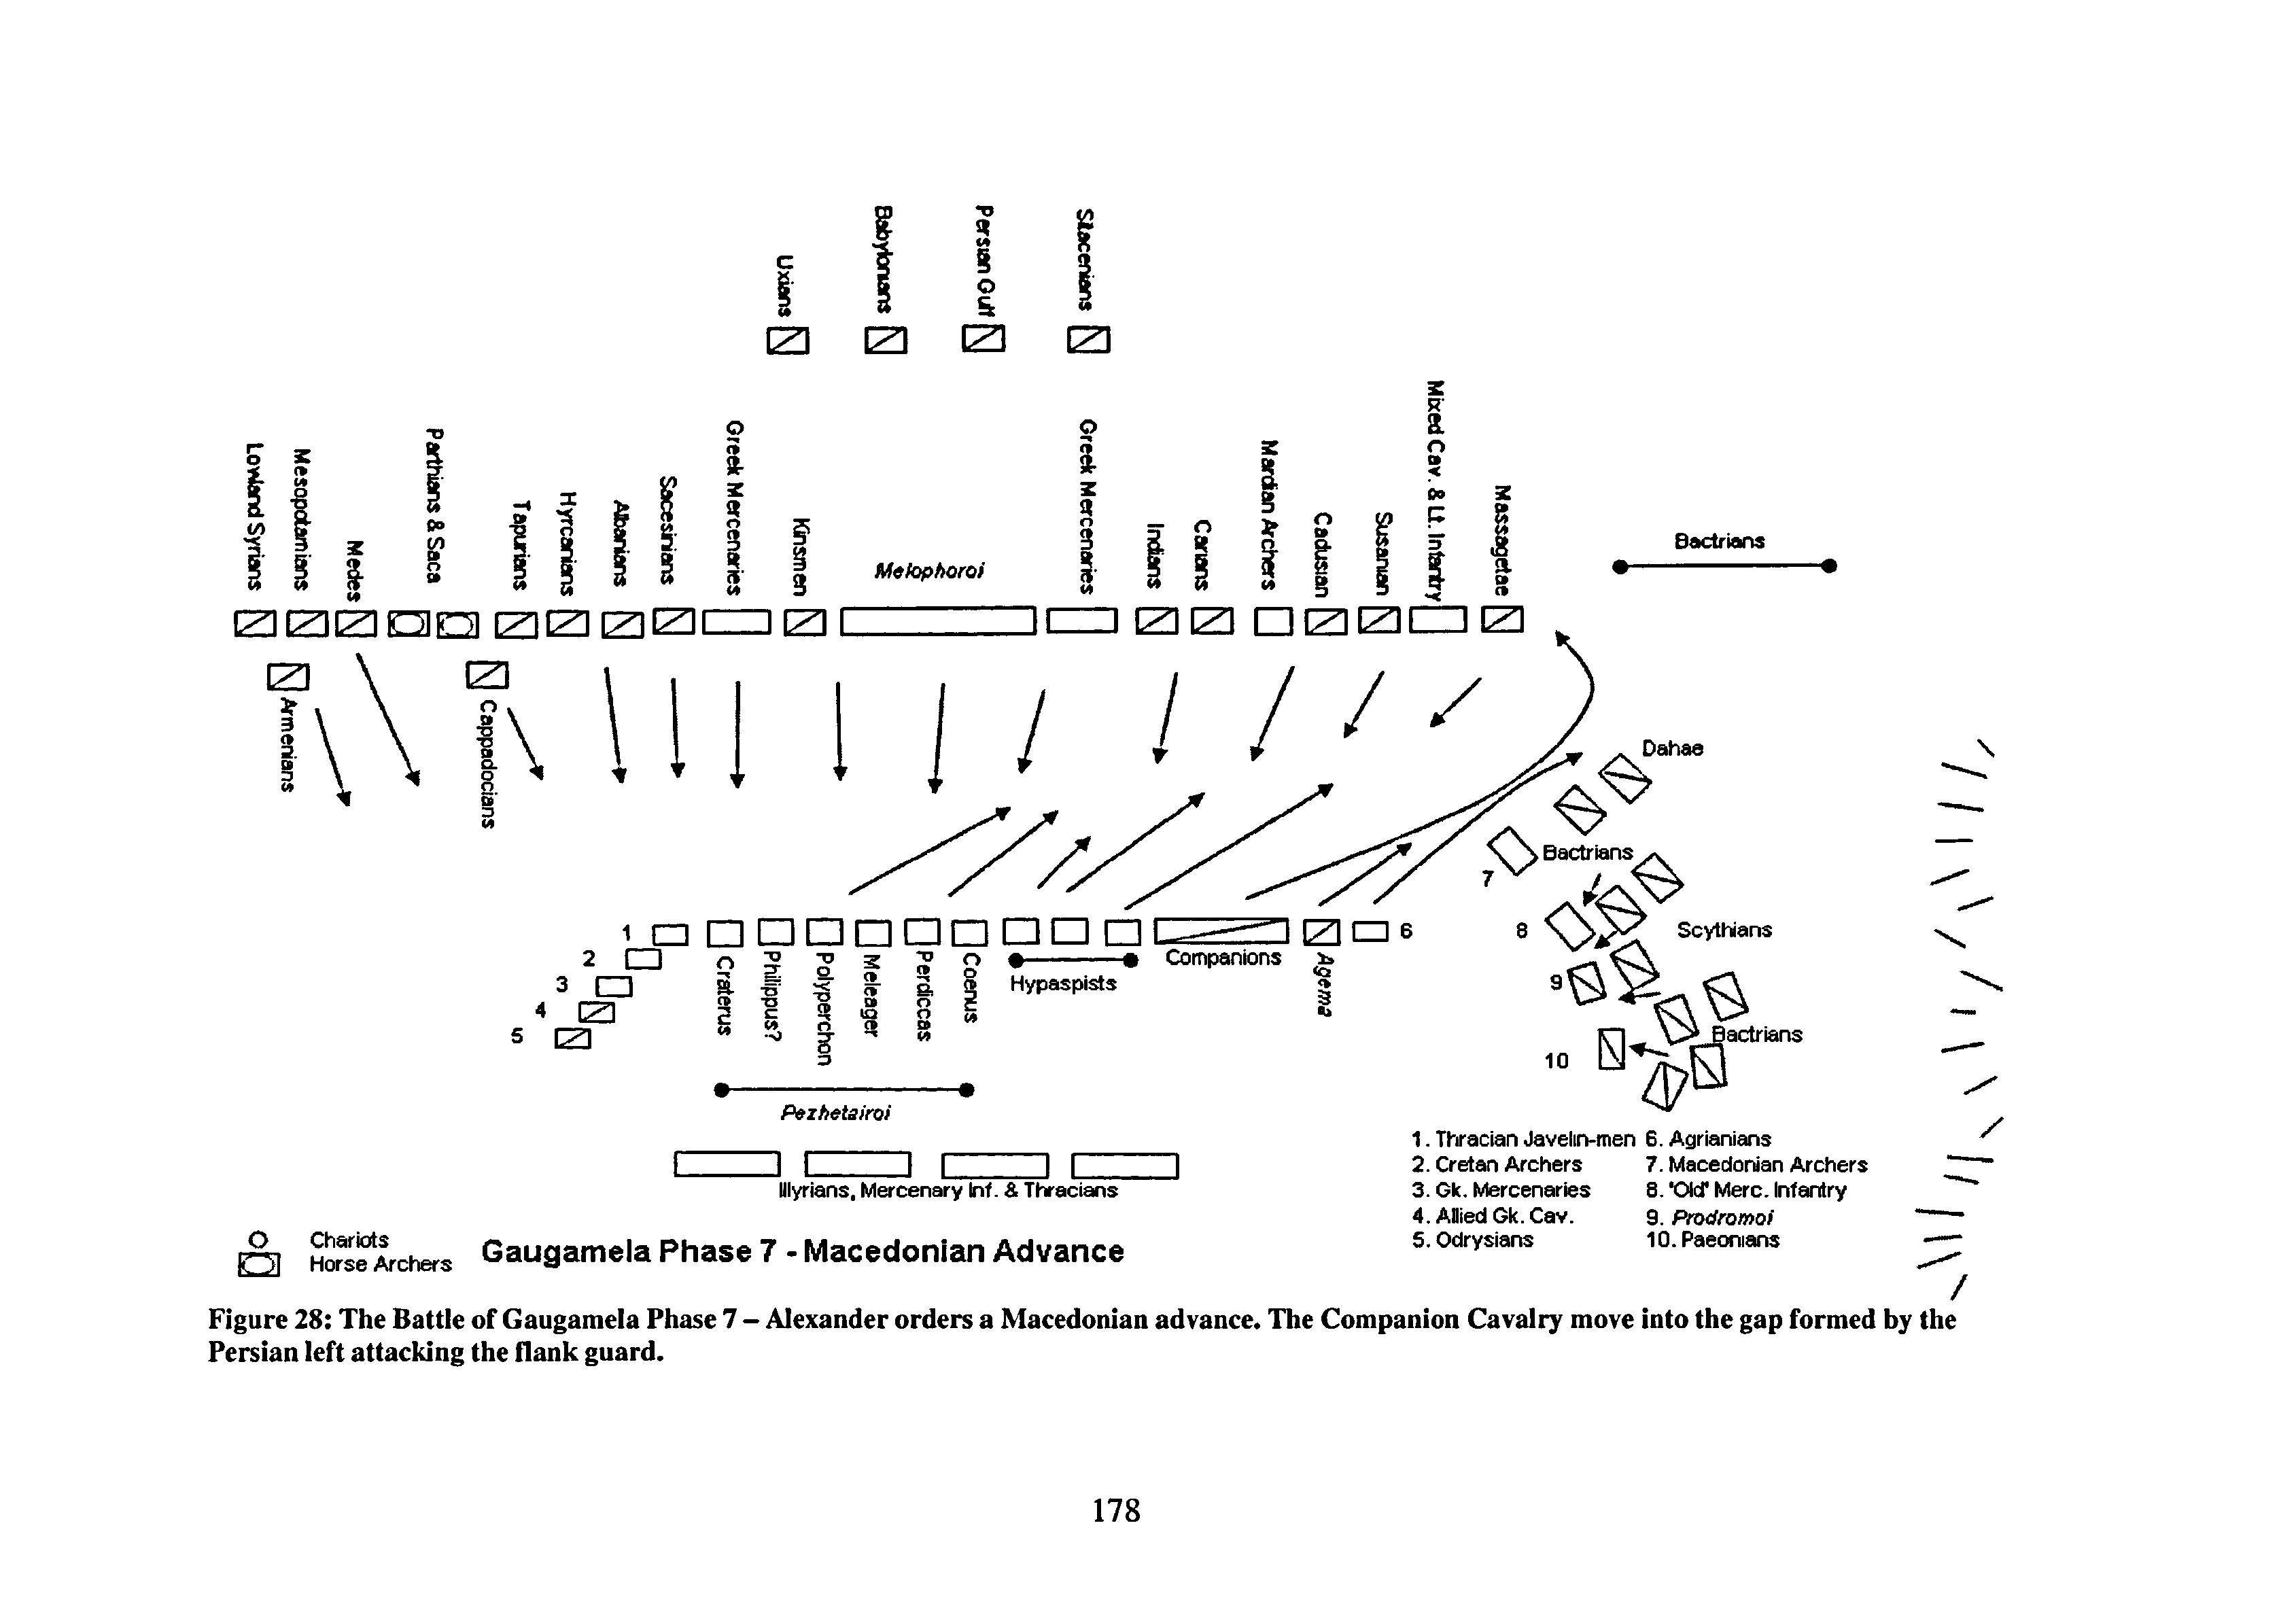 Uxians
Babylonians
Persian Gulf
Sitacenians
Lowland Syrians
Mesopotamians
Medes
Parthians & Saca
Tapurians
Hyrcanians
Albanians
Sacesinians
Greek Mercenaries
Kinsmen
Melophoroi
Greek Mercenaries
Indians
Carians
Mardian Archers
Cadusian
Susanian
Mixed Cav. & Lt. Infantry
Massagetae
Bactrians
Armenians
Cappadocians
Dahae
Bactrians
7
8
Scythians
9
Bactrians
10
1
2
3
4
5
6
Craterus
Philippus?
Polyperchon
Meleager
Perdiccas
Coenus
Hypaspists
Companions
Agema
Pezhetairoi
Illyrians, Mercenary Inf. & Thracians
1. Thracian Javelin-men 6. Agrianians
2. Cretan Archers 7. Macedonian Archers
3. Gk. Mercenaries 8. 'Old' Merc. Infantry
4. Allied Gk. Cav. 9. Prodromoi
5. Odrysians 10. Paeonians
Chariots
Horse Archers
Gaugamela Phase 7 - Macedonian Advance
Figure 28: The Battle of Gaugamela Phase 7 – Alexander orders a Macedonian advance. The Companion Cavalry move into the gap formed by the
Persian left attacking the flank guard.
178